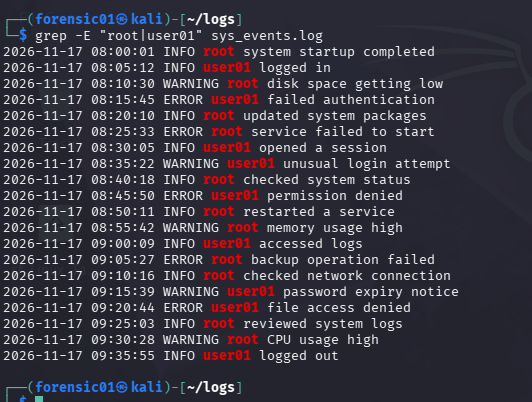 ┌──(forensic01㉿kali)-[~/logs]
└─$ grep -E "root|user01" sys_events.log
2026-11-17 08:00:01 INFO root system startup completed
2026-11-17 08:05:12 INFO user01 logged in
2026-11-17 08:10:30 WARNING root disk space getting low
2026-11-17 08:15:45 ERROR user01 failed authentication
2026-11-17 08:20:10 INFO root updated system packages
2026-11-17 08:25:33 ERROR root service failed to start
2026-11-17 08:30:05 INFO user01 opened a session
2026-11-17 08:35:22 WARNING user01 unusual login attempt
2026-11-17 08:40:18 INFO root checked system status
2026-11-17 08:45:50 ERROR user01 permission denied
2026-11-17 08:50:11 INFO root restarted a service
2026-11-17 08:55:42 WARNING root memory usage high
2026-11-17 09:00:09 INFO user01 accessed logs
2026-11-17 09:05:27 ERROR root backup operation failed
2026-11-17 09:10:16 INFO root checked network connection
2026-11-17 09:15:39 WARNING user01 password expiry notice
2026-11-17 09:20:44 ERROR user01 file access denied
2026-11-17 09:25:03 INFO root reviewed system logs
2026-11-17 09:30:28 WARNING root CPU usage high
2026-11-17 09:35:55 INFO user01 logged out
┌──(forensic01㉿kali)-[~/logs]
└─$